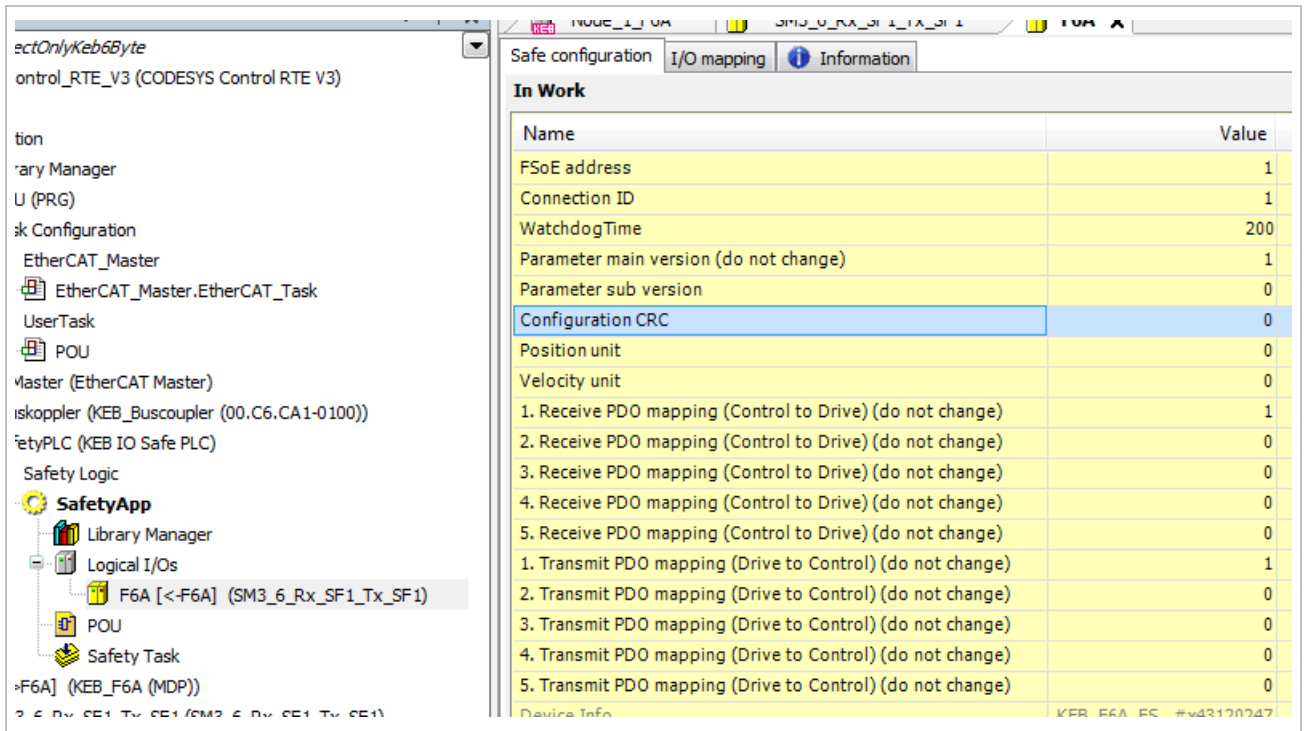 Node_1_F6A
SM3_6_Rx_SF1_Tx_SF1
F6A X
ectOnlyKeb6Byte
ontrol_RTE_V3 (CODESYS Control RTE V3)
tion
rary Manager
U (PRG)
sk Configuration
EtherCAT_Master
EtherCAT_Master.EtherCAT_Task
UserTask
POU
Master (EtherCAT Master)
uskoppler (KEB_Buscoupler (00.C6.CA1-0100))
fetyPLC (KEB IO Safe PLC)
Safety Logic
SafetyApp
Library Manager
Logical I/Os
F6A [<-F6A] (SM3_6_Rx_SF1_Tx_SF1)
POU
Safety Task
>F6A] (KEB_F6A (MDP))
3_6_Rx_SF1_Tx_SF1 (SM3_6_Rx_SF1_Tx_SF1)
Safe configuration I/O mapping Information
In Work
Name Value
FSoE address 1
Connection ID 1
WatchdogTime 200
Parameter main version (do not change) 1
Parameter sub version 0
Configuration CRC 0
Position unit 0
Velocity unit 0
1. Receive PDO mapping (Control to Drive) (do not change) 1
2. Receive PDO mapping (Control to Drive) (do not change) 0
3. Receive PDO mapping (Control to Drive) (do not change) 0
4. Receive PDO mapping (Control to Drive) (do not change) 0
5. Receive PDO mapping (Control to Drive) (do not change) 0
1. Transmit PDO mapping (Drive to Control) (do not change) 1
2. Transmit PDO mapping (Drive to Control) (do not change) 0
3. Transmit PDO mapping (Drive to Control) (do not change) 0
4. Transmit PDO mapping (Drive to Control) (do not change) 0
5. Transmit PDO mapping (Drive to Control) (do not change) 0
Device Info KEB_F6A_FS_ #x43120247